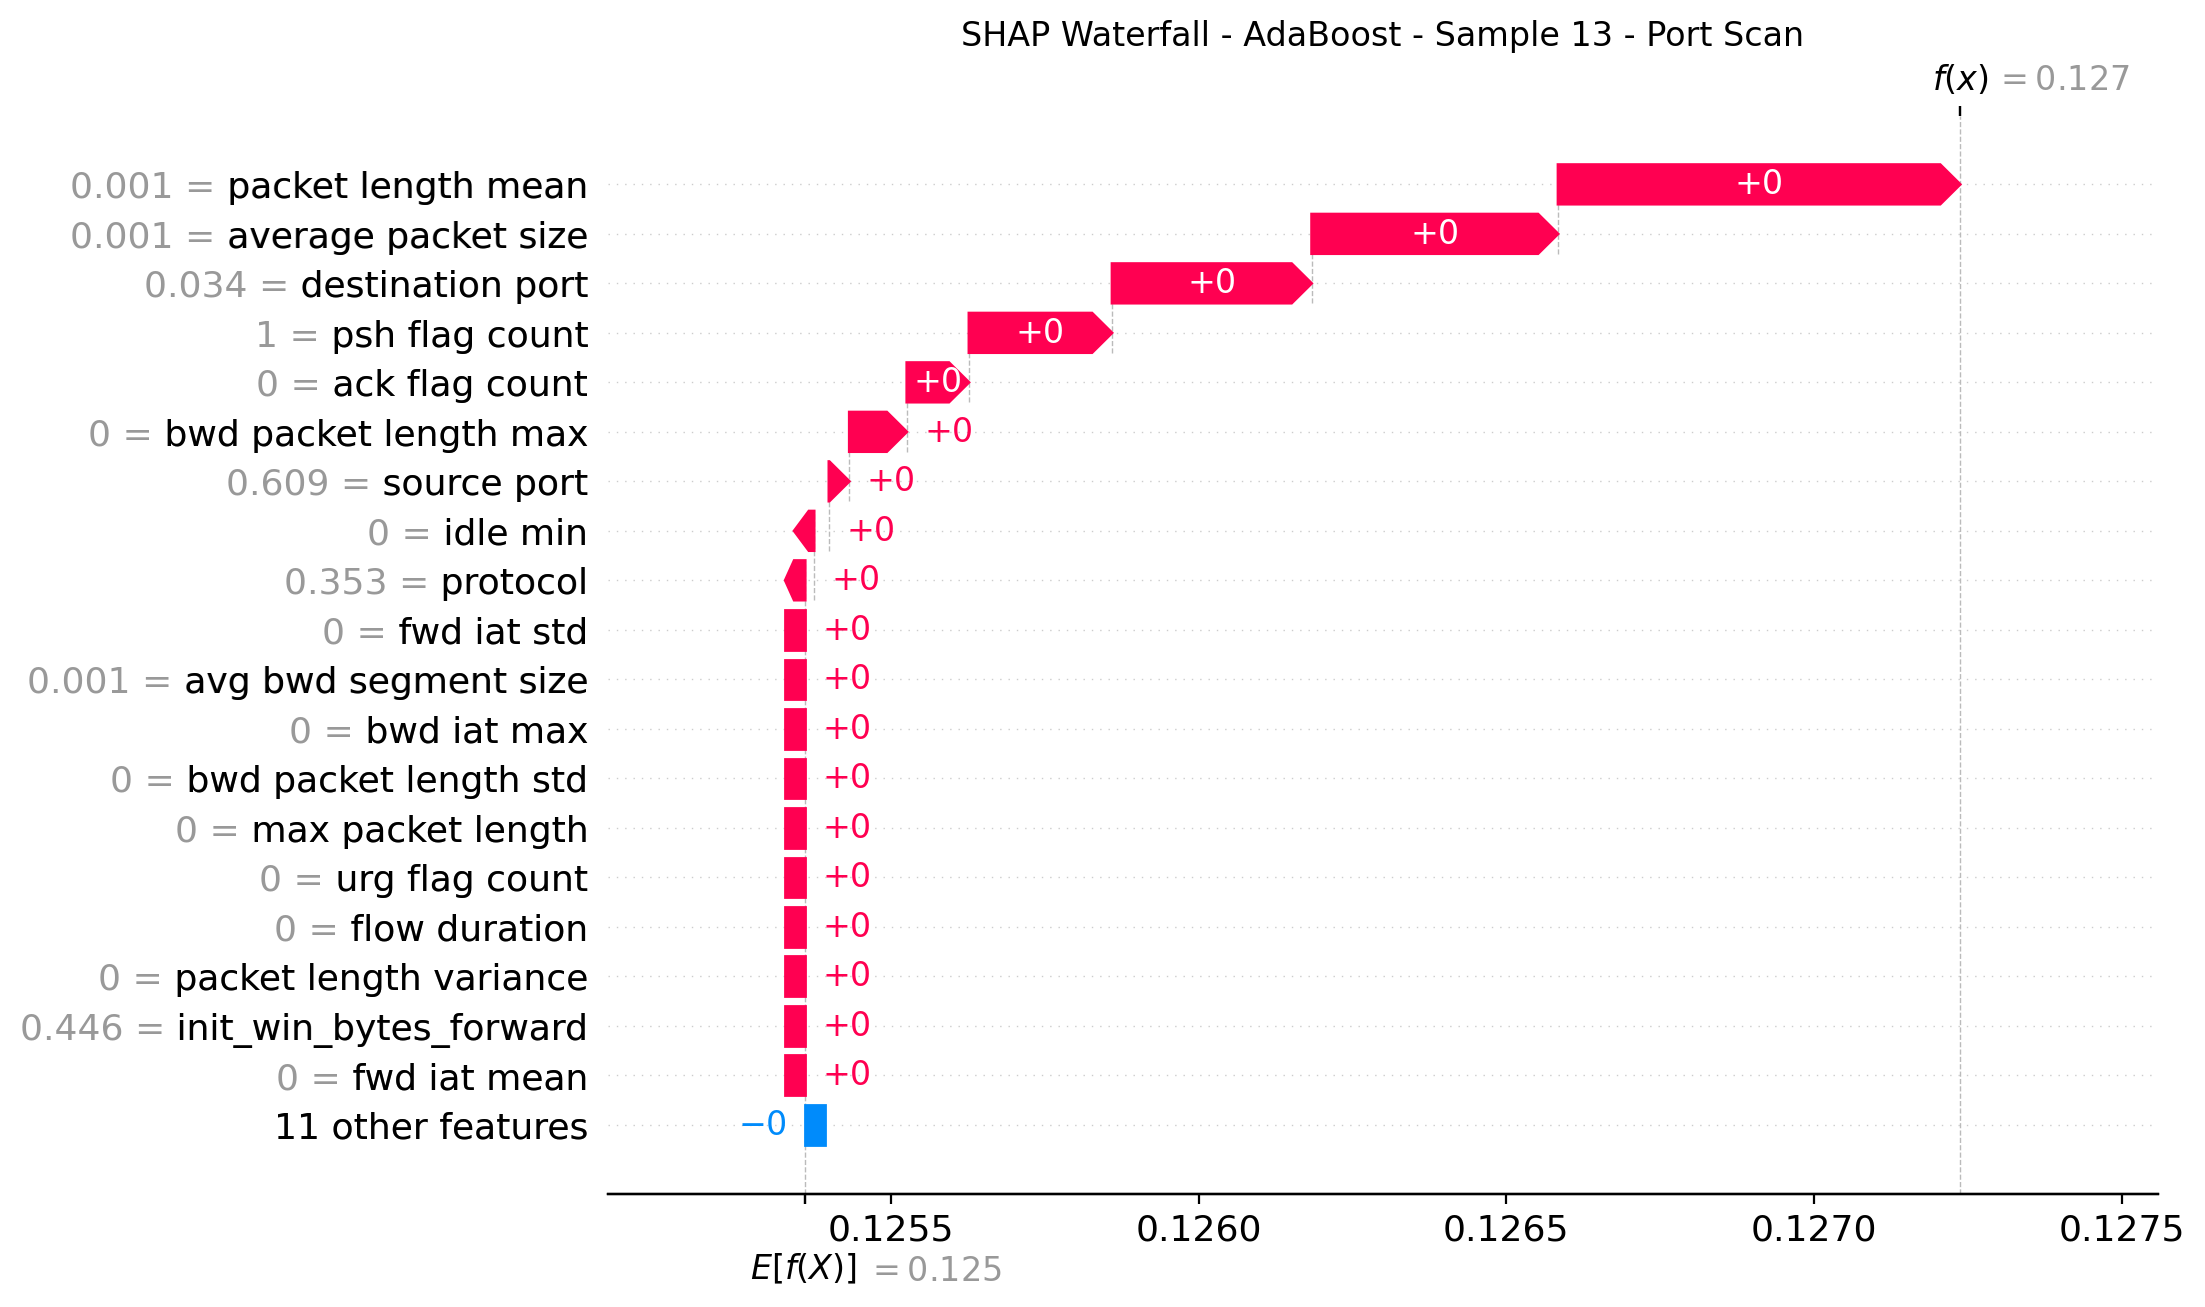 SHAP Waterfall - AdaBoost - Sample 13 - Port Scan
f(x) = 0.127
0.001 = packet length mean +0
0.001 = average packet size +0
0.034 = destination port +0
1 = psh flag count +0
0 = ack flag count +0
0 = bwd packet length max +0
0.609 = source port +0
0 = idle min +0
0.353 = protocol +0
0 = fwd iat std +0
0.001 = avg bwd segment size +0
0 = bwd iat max +0
0 = bwd packet length std +0
0 = max packet length +0
0 = urg flag count +0
0 = flow duration +0
0 = packet length variance +0
0.446 = init_win_bytes_forward +0
0 = fwd iat mean +0
11 other features −0
0.1255 0.1260 0.1265 0.1270 0.1275
E[f(X)] = 0.125